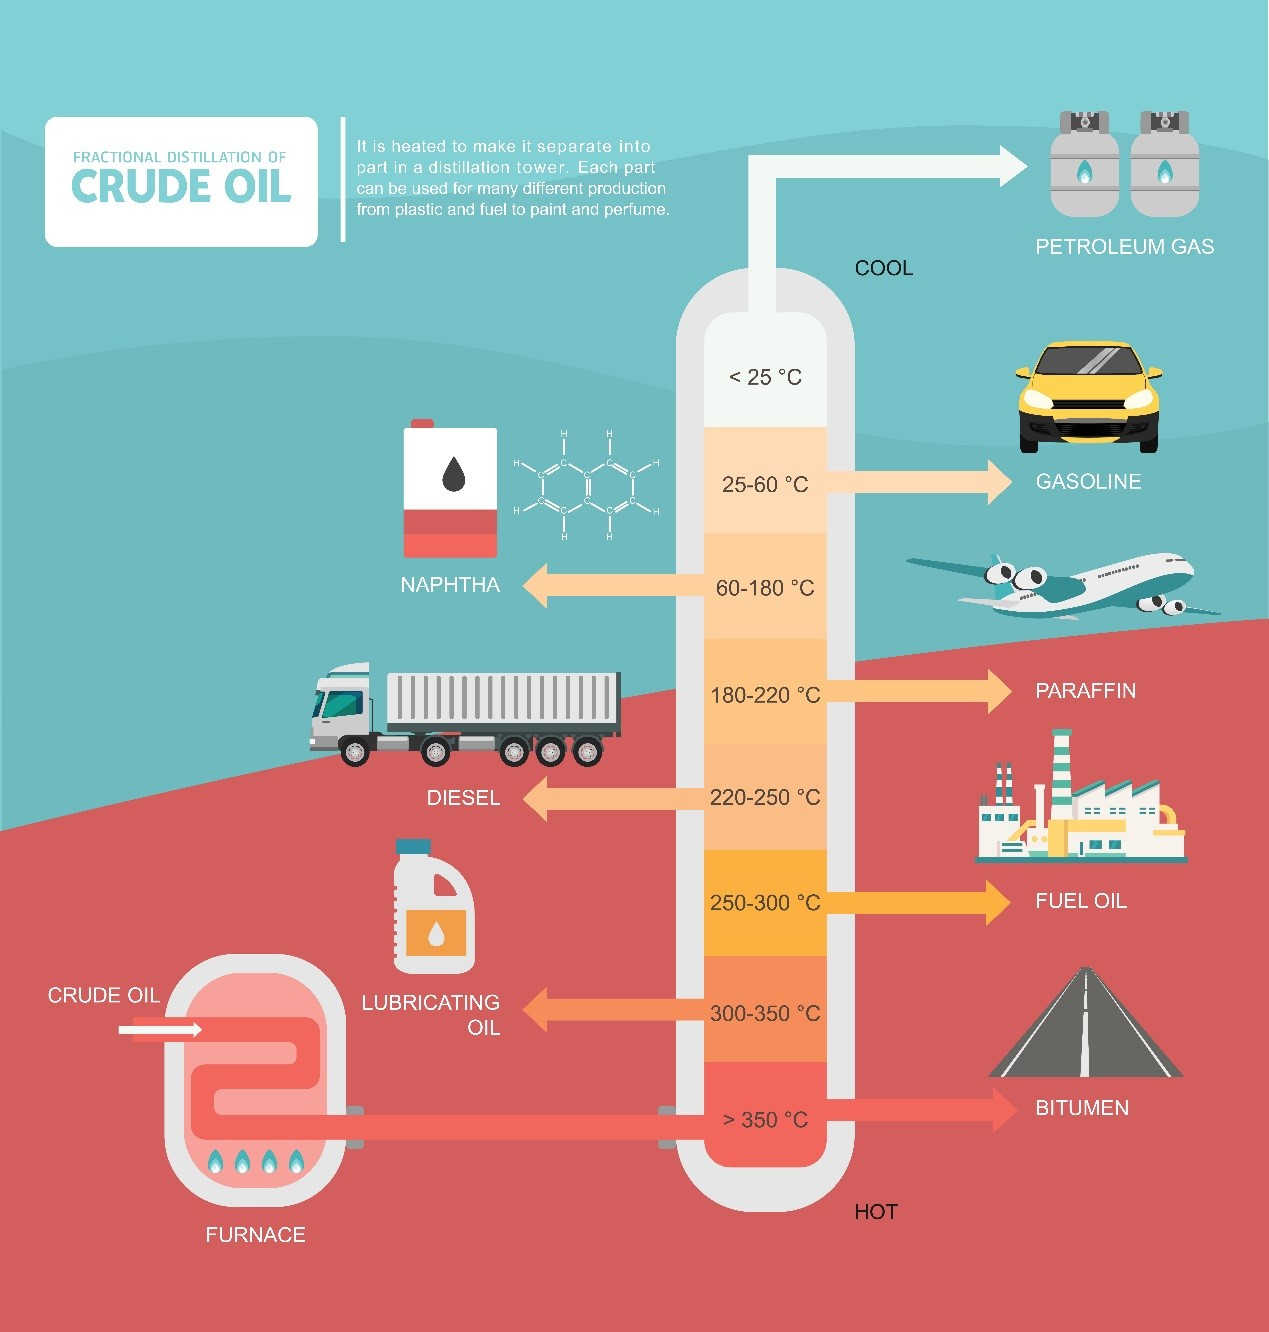 FRACTIONAL DISTILLATION OF
CRUDE OIL
It is heated to make it separate into
part in a distillation tower. Each part
can be used for many different production
from plastic and fuel to paint and perfume.
PETROLEUM GAS
COOL
< 25 °C
25-60 °C
GASOLINE
H H
H C C H
C C C
C C C
H C C H
H H
NAPHTHA
60-180 °C
180-220 °C
PARAFFIN
DIESEL
220-250 °C
250-300 °C
FUEL OIL
CRUDE OIL
LUBRICATING
OIL
300-350 °C
> 350 °C
BITUMEN
HOT
FURNACE